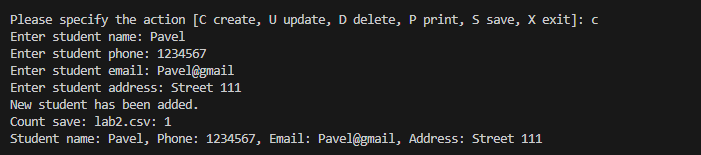 Please specify the action [C create, U update, D delete, P print, S save, X exit]: c
Enter student name: Pavel
Enter student phone: 1234567
Enter student email: Pavel@gmail
Enter student address: Street 111
New student has been added.
Count save: lab2.csv: 1
Student name: Pavel, Phone: 1234567, Email: Pavel@gmail, Address: Street 111